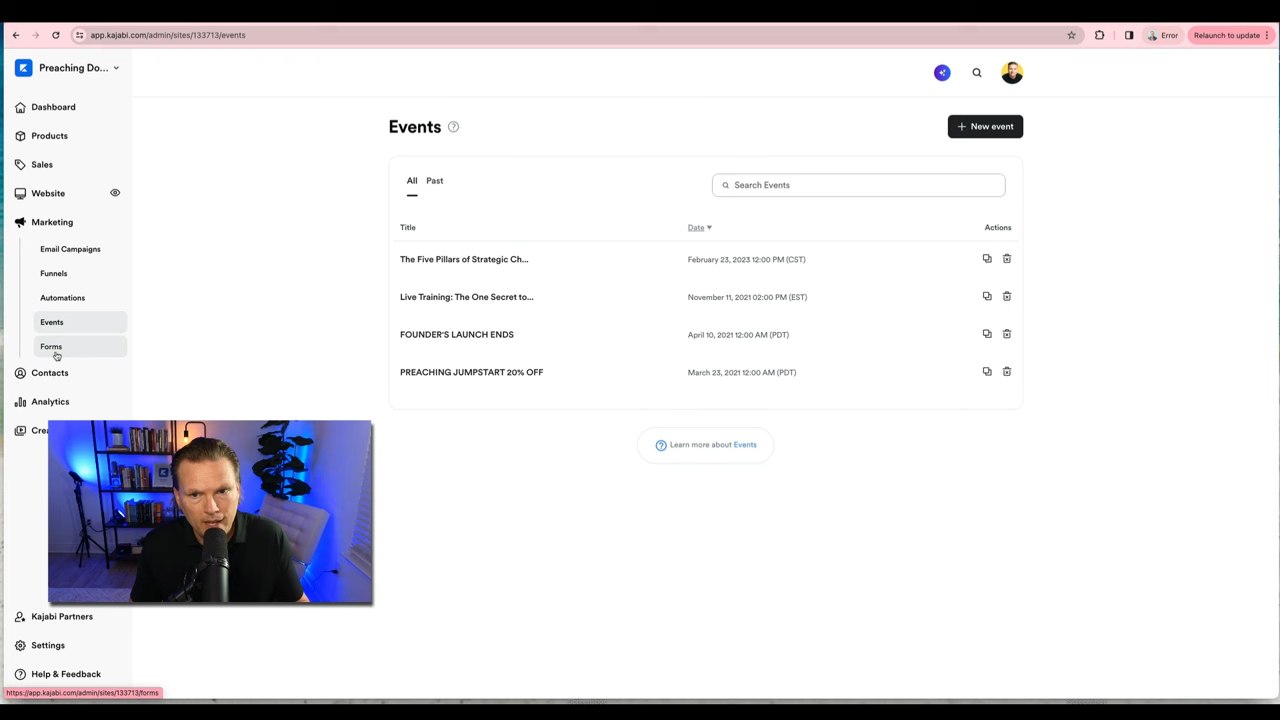 app.kajabi.com/admin/sites/133713/events
Error
Relaunch to update
Preaching Do...
Dashboard
Products
Sales
Website
Marketing
Email Campaigns
Funnels
Automations
Events
Forms
Contacts
Analytics
Crea
Kajabi Partners
Settings
Help & Feedback
https://app.kajabi.com/admin/sites/133713/forms
Events
+ New event
All Past
Search Events
Title Date ▼ Actions
The Five Pillars of Strategic Ch... February 23, 2023 12:00 PM (CST)
Live Training: The One Secret to... November 11, 2021 02:00 PM (EST)
FOUNDER'S LAUNCH ENDS April 10, 2021 12:00 AM (PDT)
PREACHING JUMPSTART 20% OFF March 23, 2021 12:00 AM (PDT)
Learn more about Events